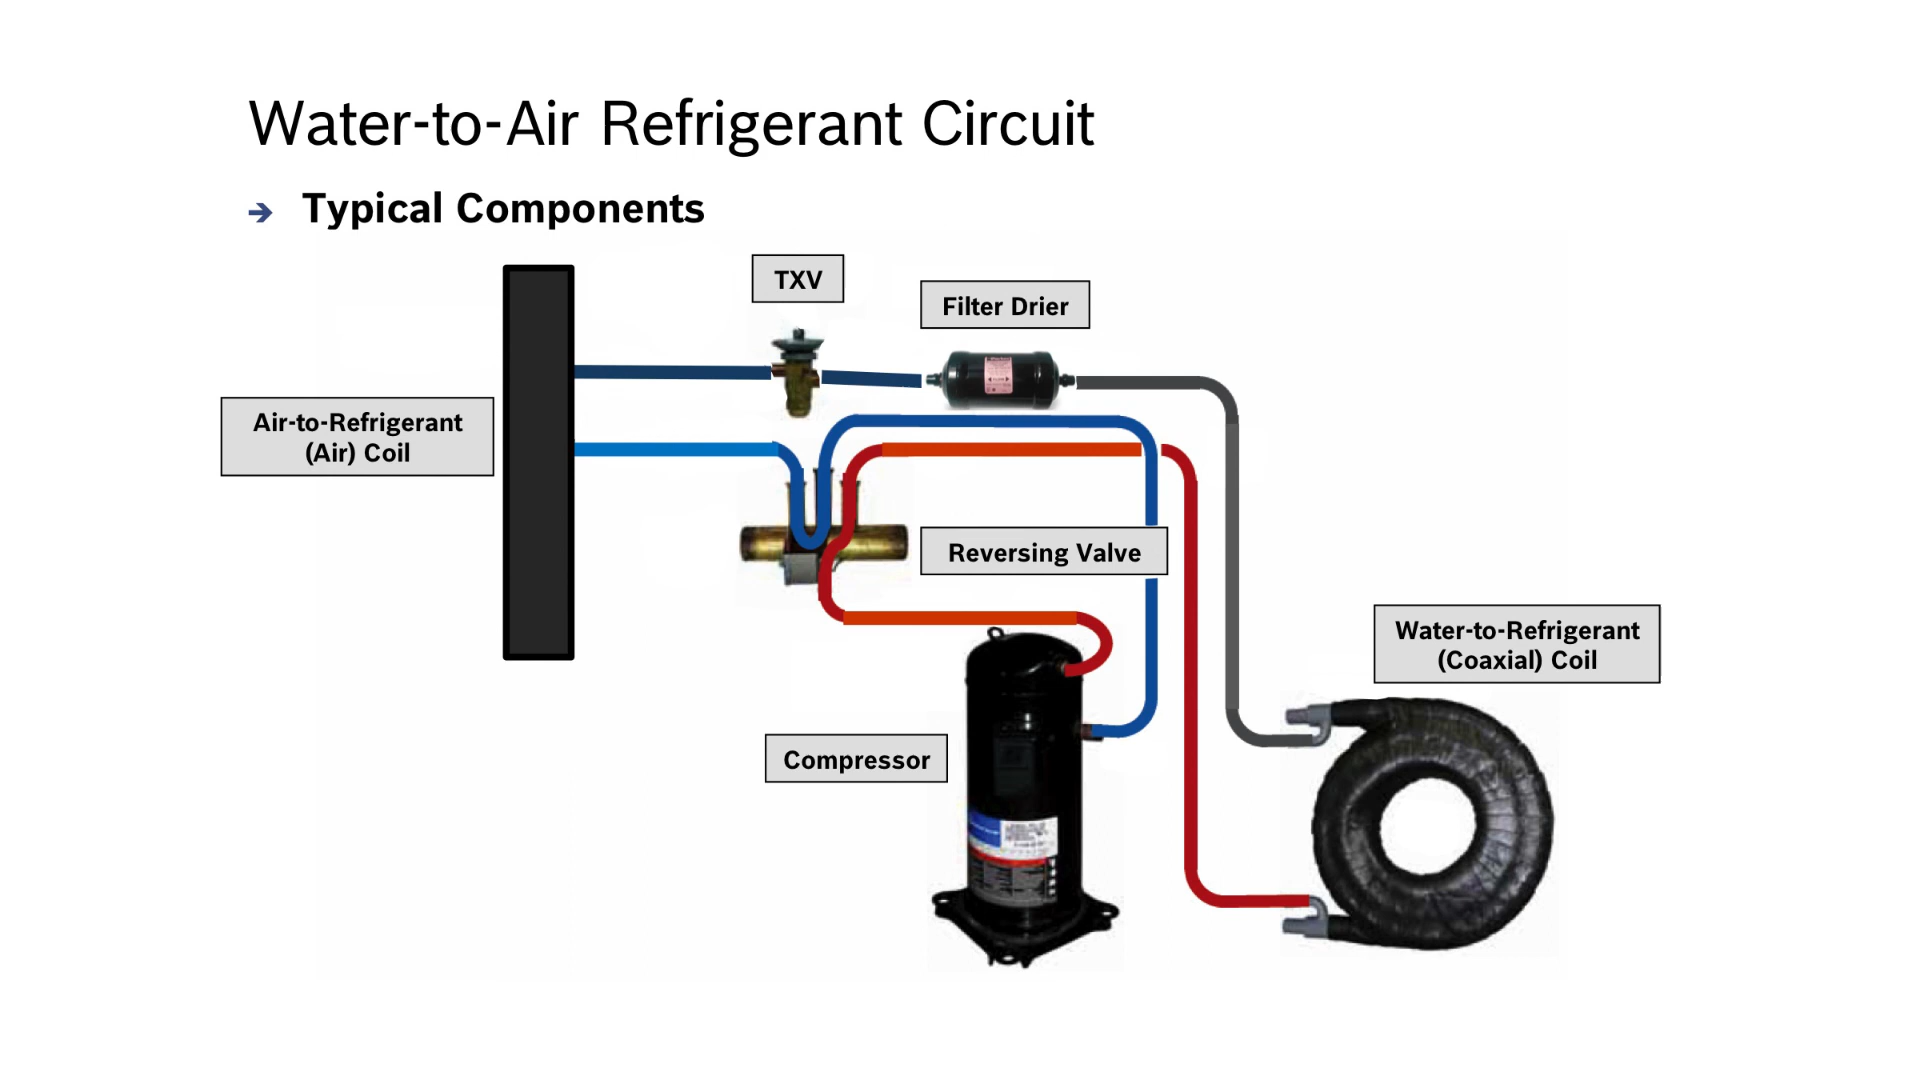 Water-to-Air Refrigerant Circuit
→ Typical Components
TXV
Filter Drier
Air-to-Refrigerant
(Air) Coil
Reversing Valve
Water-to-Refrigerant
(Coaxial) Coil
Compressor